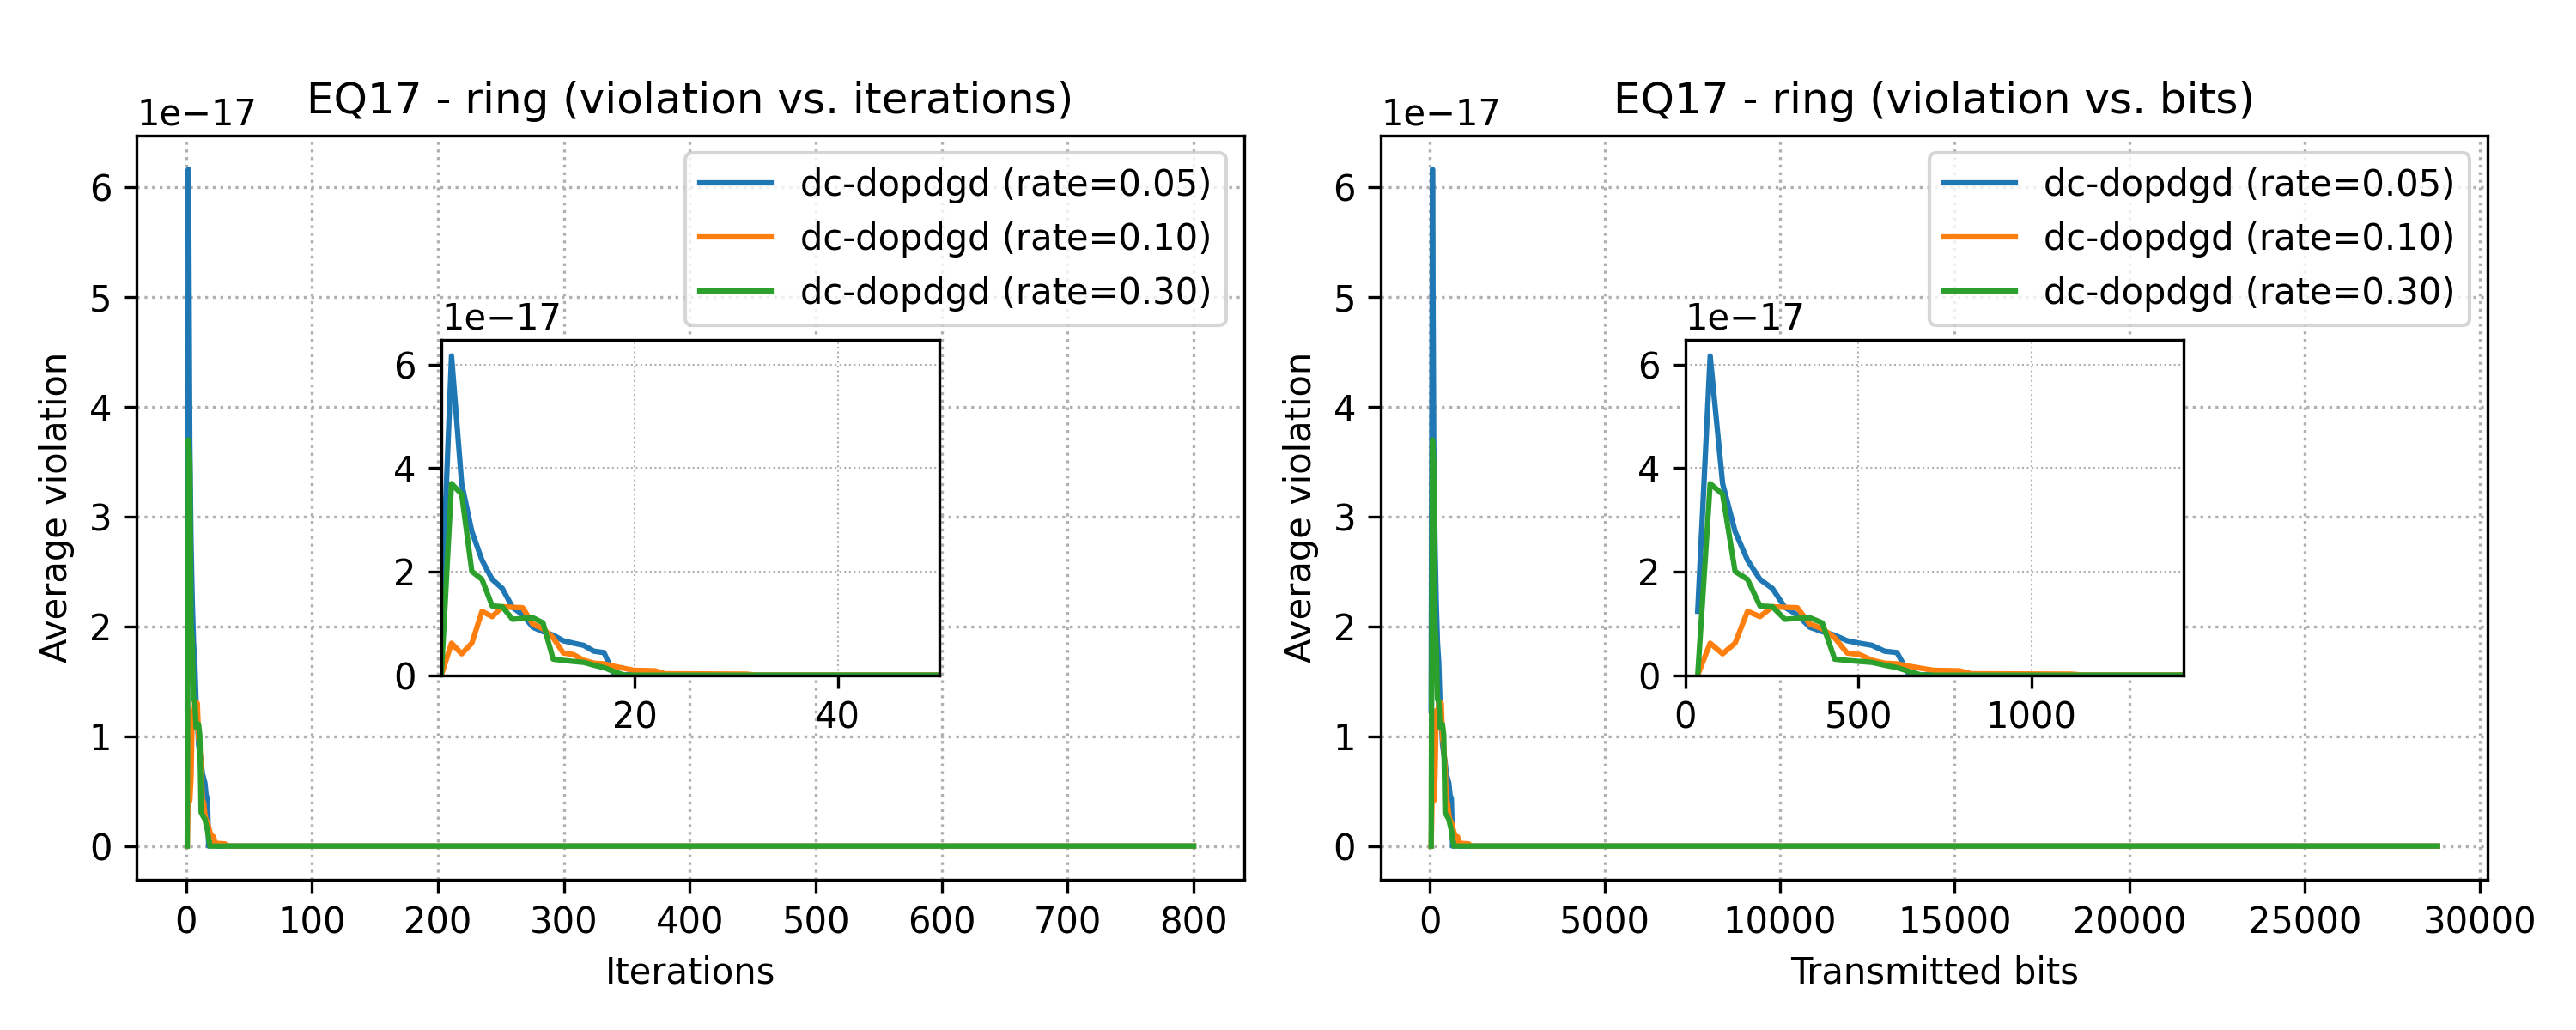 EQ17 - ring (violation vs. iterations)
1e−17
dc-dopdgd (rate=0.05)
dc-dopdgd (rate=0.10)
dc-dopdgd (rate=0.30)
Average violation
6
5
4
3
2
1
0
1e−17
6
4
2
0
20
40
0
100
200
300
400
500
600
700
800
Iterations
EQ17 - ring (violation vs. bits)
1e−17
dc-dopdgd (rate=0.05)
dc-dopdgd (rate=0.10)
dc-dopdgd (rate=0.30)
Average violation
6
5
4
3
2
1
0
1e−17
6
4
2
0
0
500
1000
0
5000
10000
15000
20000
25000
30000
Transmitted bits